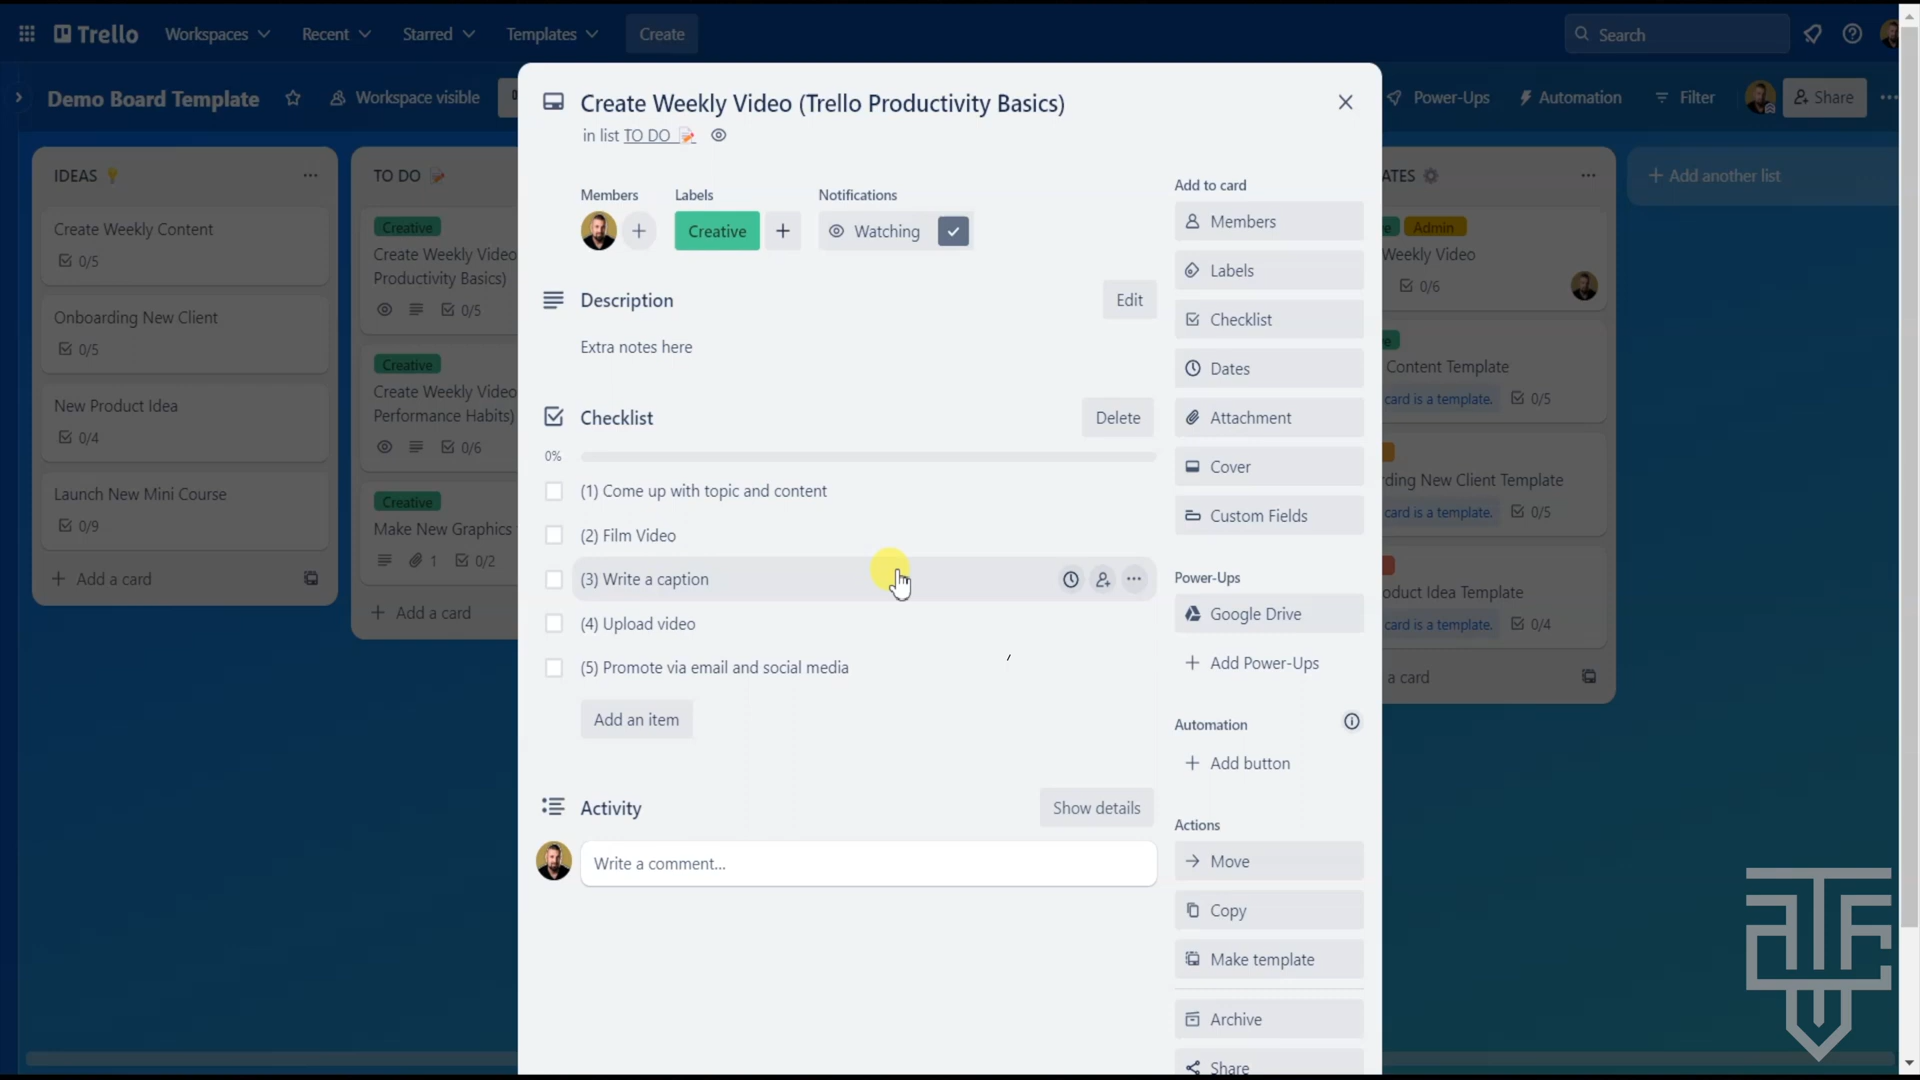 Trello
Workspaces
Recent
Starred
Templates
Create
Search
Demo Board Template
Workspace visible
Power-Ups
Automation
Filter
Share
IDEAS
Create Weekly Content
0/5
Onboarding New Client
0/5
New Product Idea
0/4
Launch New Mini Course
0/9
+ Add a card
TO DO
Creative
Create Weekly Video
Productivity Basics)
0/5
Creative
Create Weekly Video
Performance Habits)
0/6
Creative
Make New Graphics
1
0/2
+ Add a card
Create Weekly Video (Trello Productivity Basics)
in list TO DO
Members
Labels
Notifications
Creative
Watching
Description
Edit
Extra notes here
Checklist
Delete
0%
(1) Come up with topic and content
(2) Film Video
(3) Write a caption
(4) Upload video
(5) Promote via email and social media
Add an item
Activity
Show details
Write a comment...
Add to card
Members
Labels
Checklist
Dates
Attachment
Cover
Custom Fields
Power-Ups
Google Drive
+ Add Power-Ups
Automation
+ Add button
Actions
Move
Copy
Make template
Archive
Share
ATES
Admin
Weekly Video
0/6
Content Template
card is a template.
0/5
ding New Client Template
card is a template.
0/5
oduct Idea Template
card is a template.
0/4
a card
+ Add another list